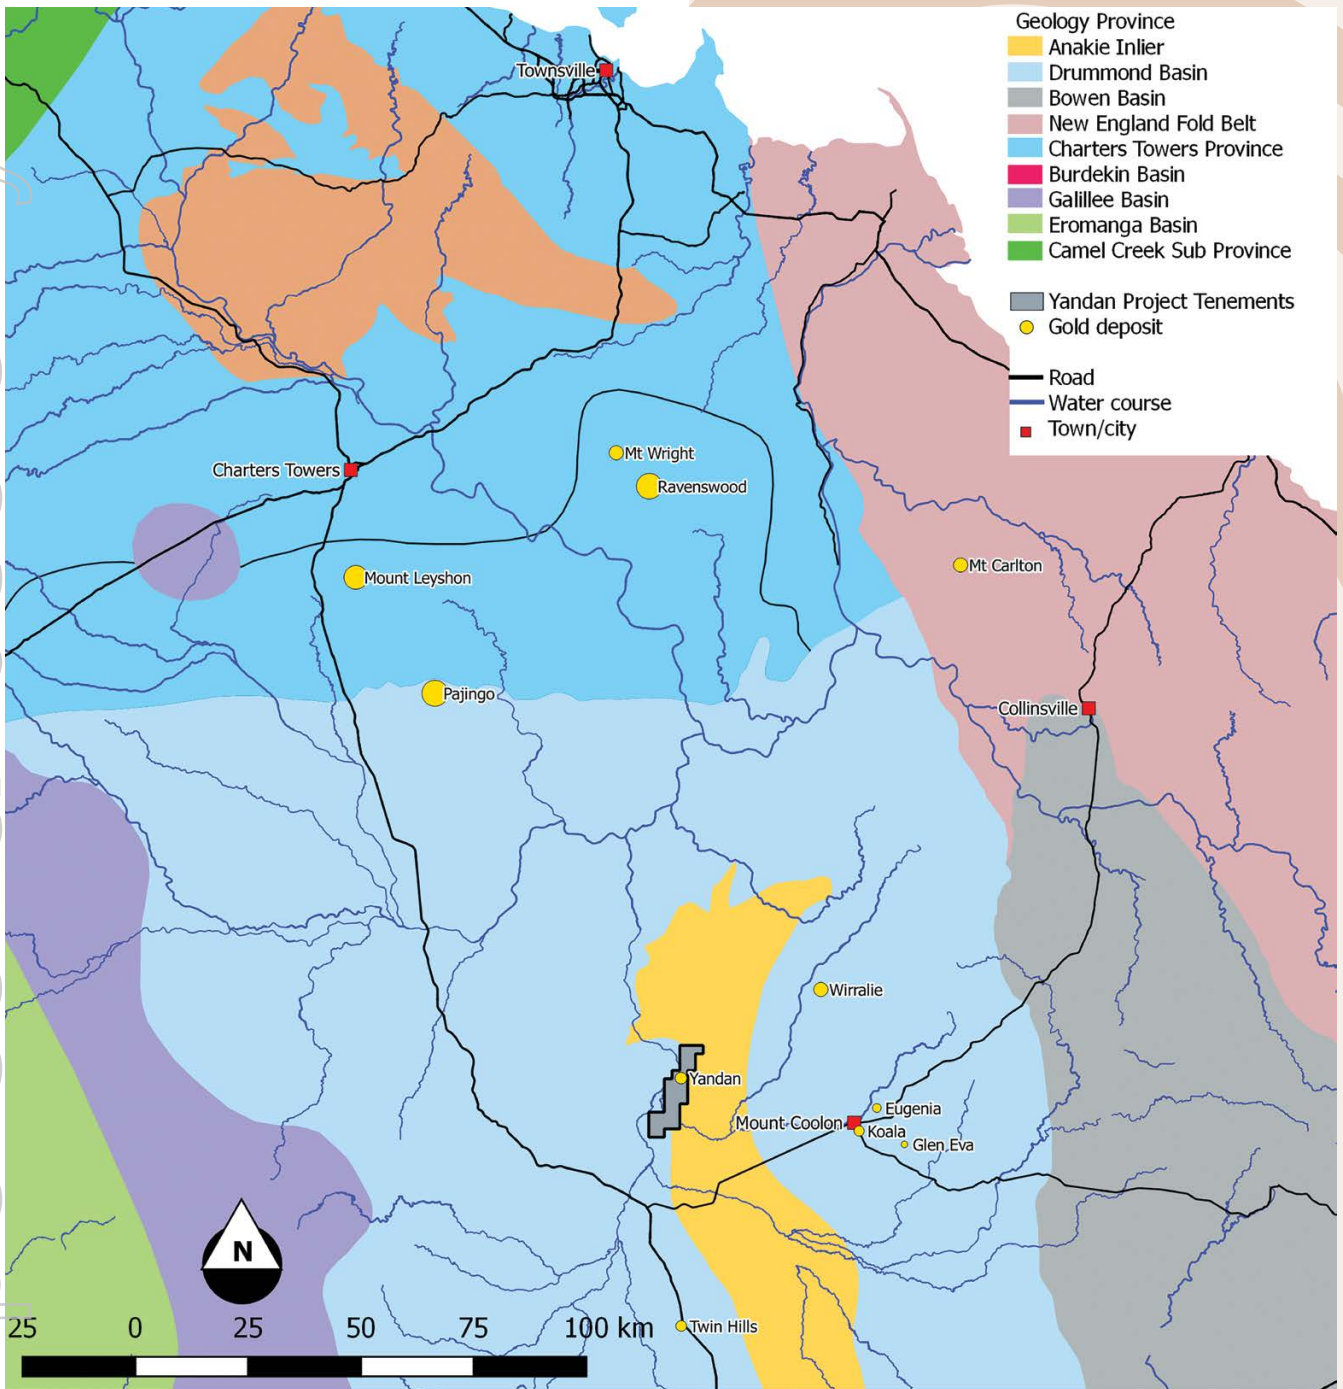 Geology Province
Anakie Inlier
Drummond Basin
Bowen Basin
New England Fold Belt
Charters Towers Province
Burdekin Basin
Galillee Basin
Eromanga Basin
Camel Creek Sub Province
Yandan Project Tenements
Gold deposit
Road
Water course
Town/city
Townsville
Mt Wright
Charters Towers
Ravenswood
Mt Carlton
Mount Leyshon
Pajingo
Collinsville
Wirralie
Yandan
Eugenia
Mount Coolon
Koala
Glen Eva
N
Twin Hills
25 0 25 50 75 100 km